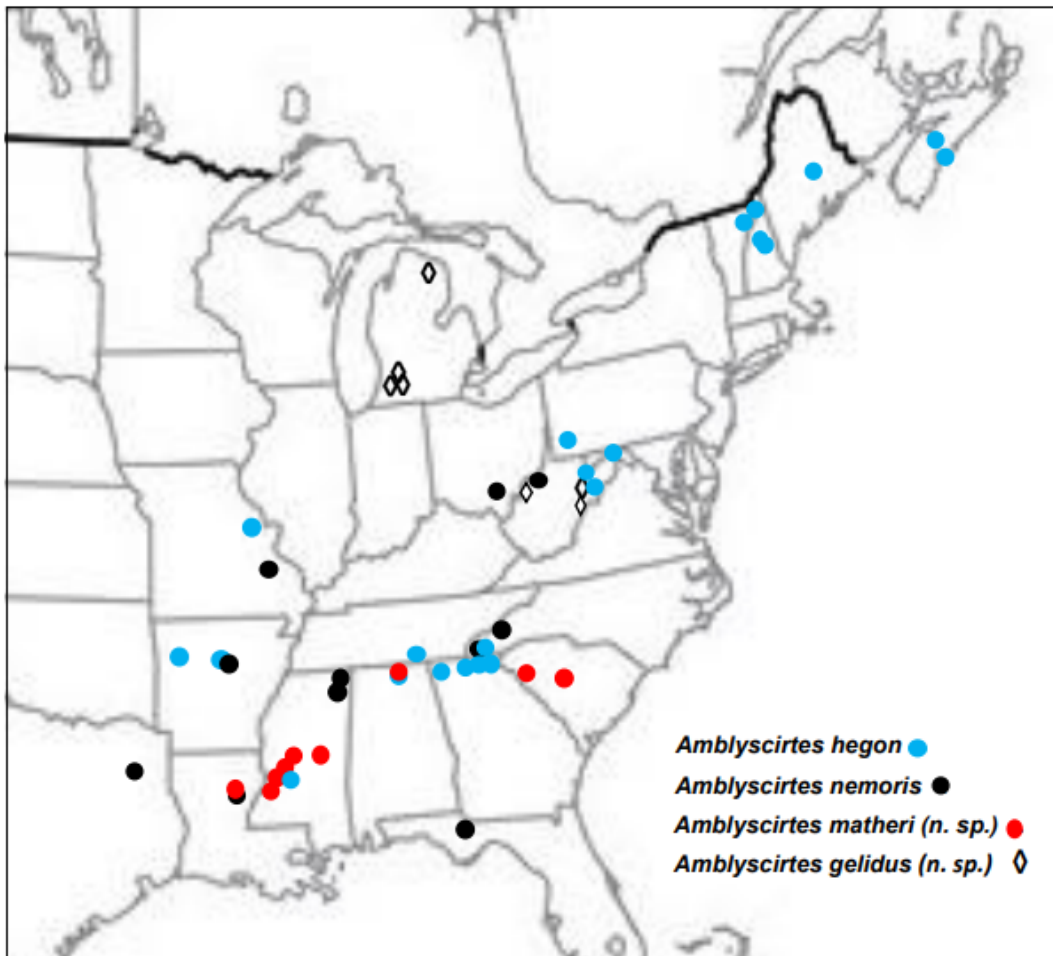 Amblyscirtes hegon
Amblyscirtes nemoris
Amblyscirtes matheri (n. sp.)
Amblyscirtes gelidus (n. sp.)